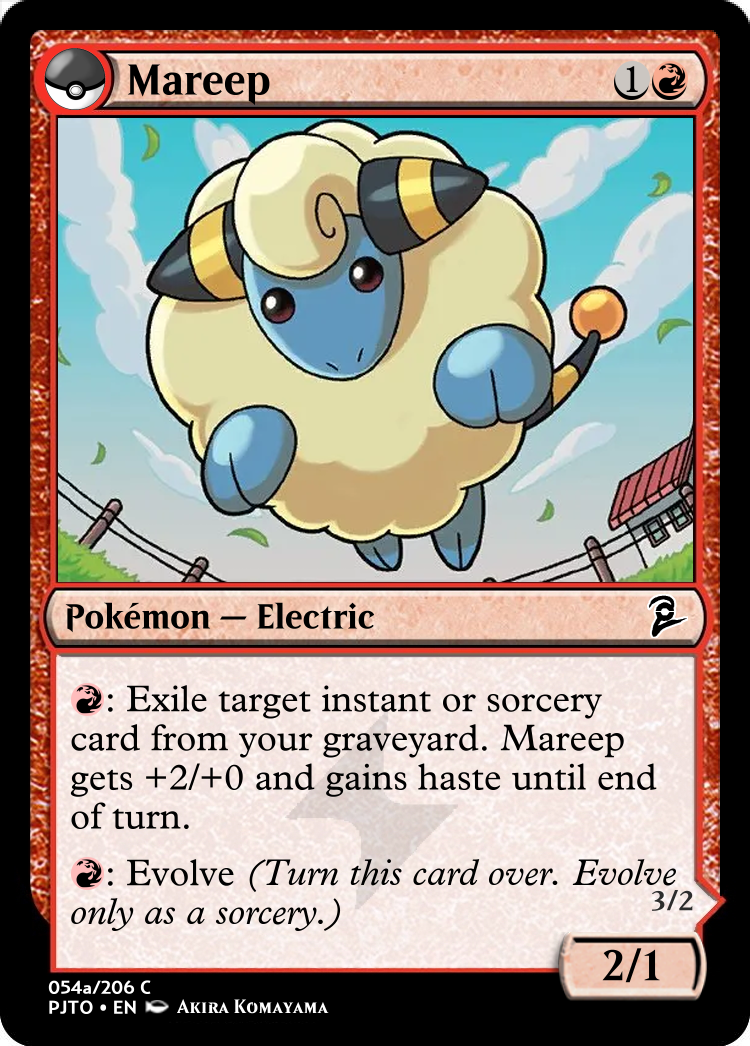 Mareep 1
Pokémon — Electric
: Exile target instant or sorcery
card from your graveyard. Mareep
gets +2/+0 and gains haste until end
of turn.
: Evolve (Turn this card over. Evolve
only as a sorcery.)
3/2
2/1
054a/206 C
PJTO • EN Akira Komayama